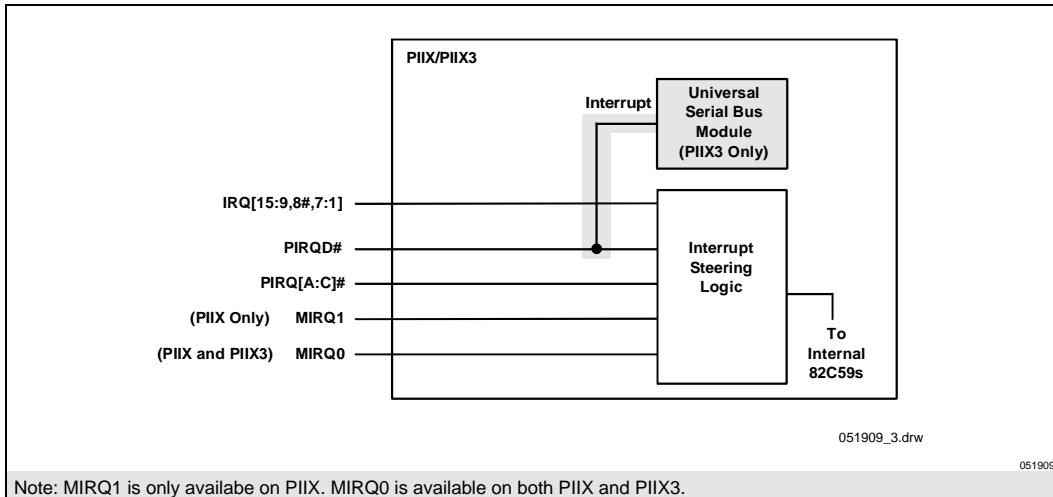 PIIX/PIIX3
Universal
Serial Bus
Module
(PIIX3 Only)
Interrupt
IRQ[15:9,8#,7:1]
PIRQD#
PIRQ[A:C]#
(PIIX Only) MIRQ1
(PIIX and PIIX3) MIRQ0
Interrupt
Steering
Logic
To
Internal
82C59s
051909_3.drw
051909
Note: MIRQ1 is only availabe on PIIX. MIRQ0 is available on both PIIX and PIIX3.